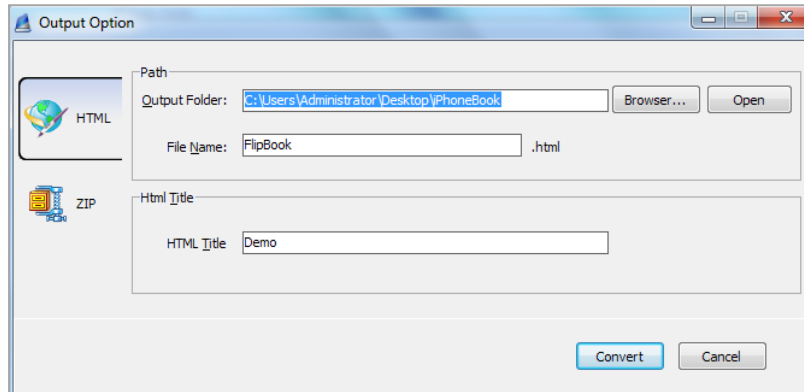 Output Option
HTML
ZIP
Path
Output Folder: C:\Users\Administrator\Desktop\iPhoneBook Browser... Open
File Name: FlipBook .html
Html Title
HTML Title Demo
Convert Cancel